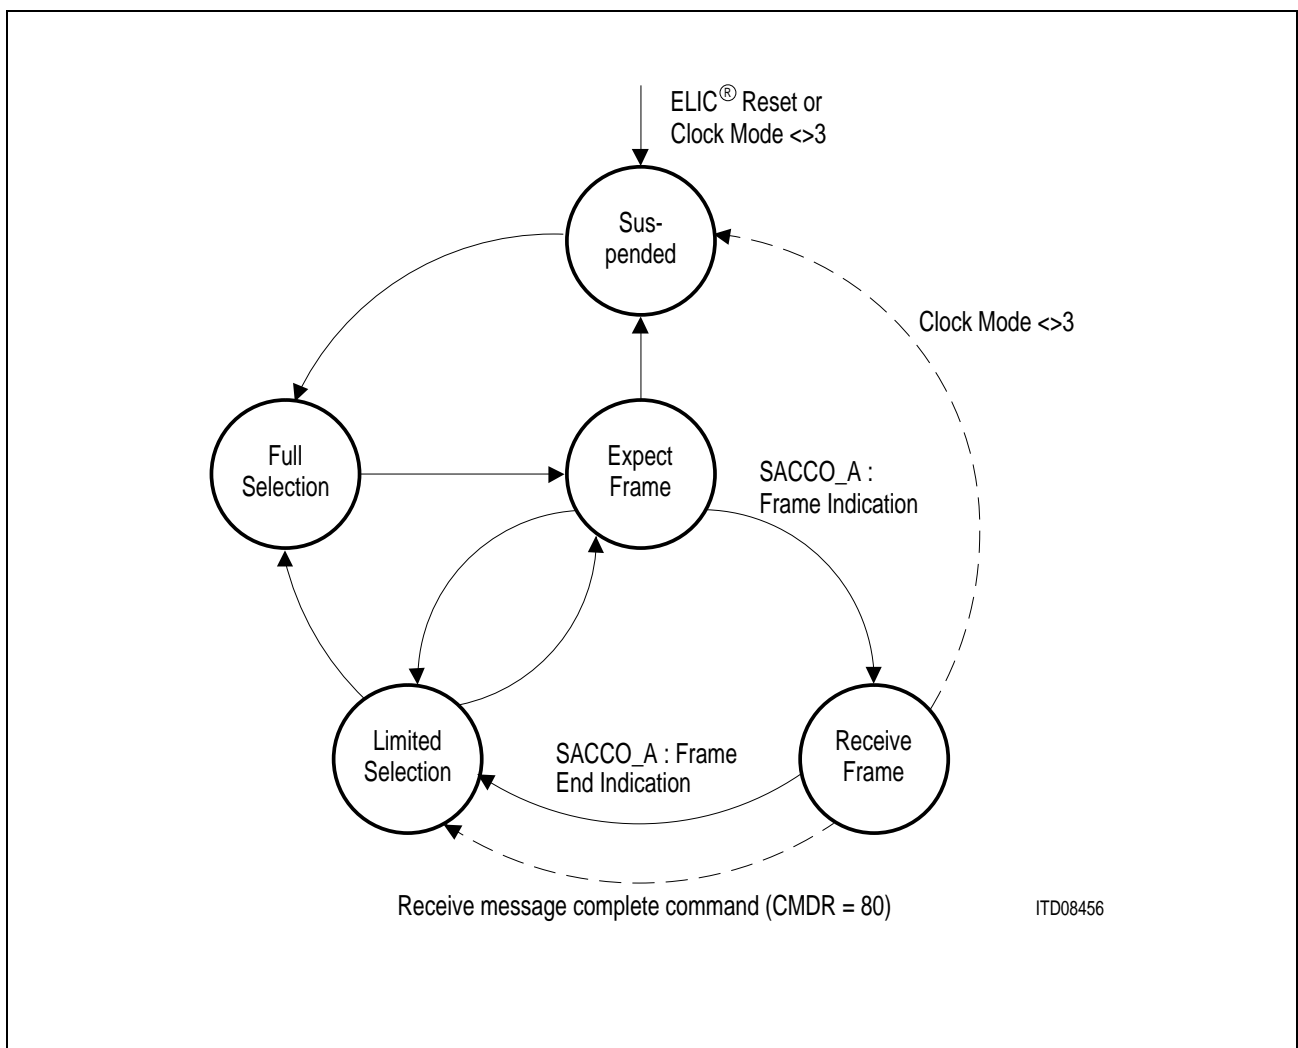 ELIC® Reset or
Clock Mode <>3
Sus-
pended
Clock Mode <>3
Full
Selection
Expect
Frame
SACCO_A :
Frame Indication
Limited
Selection
SACCO_A : Frame
End Indication
Receive
Frame
Receive message complete command (CMDR = 80)
ITD08456